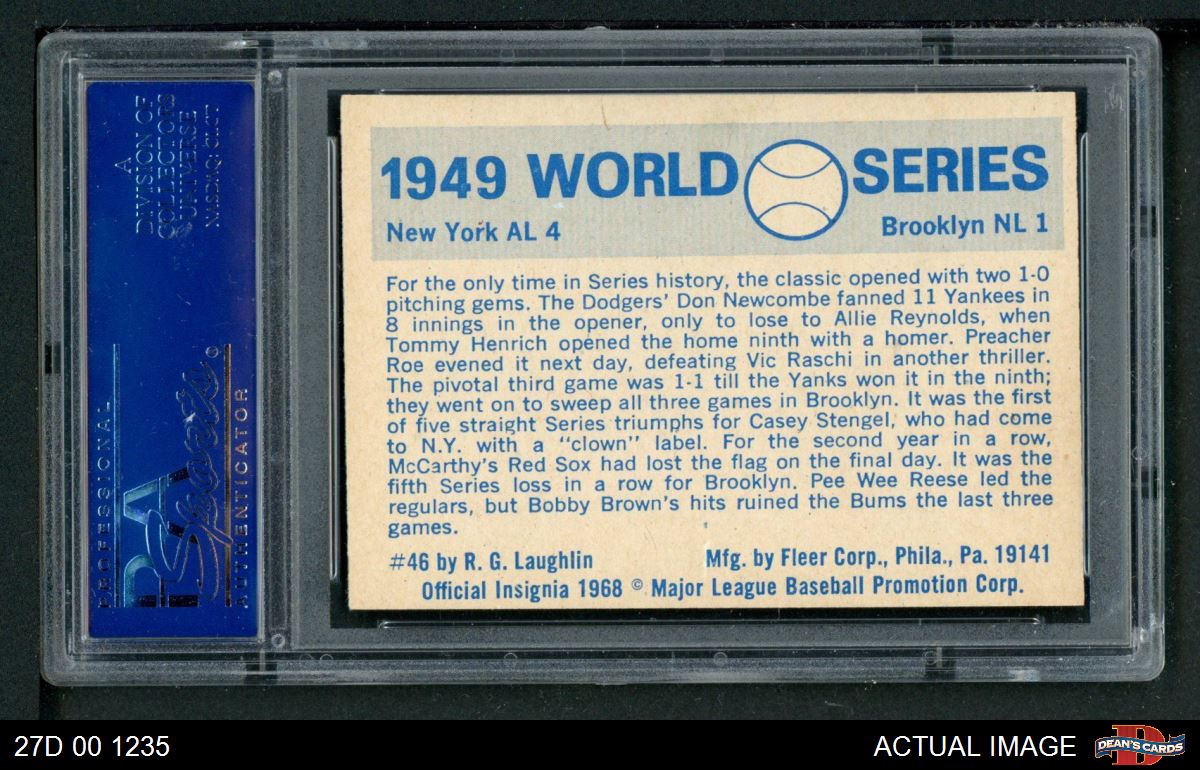 A
DIVISION OF
COLLECTORS
UNIVERSE
NASDAQ: CLCT
PROFESSIONAL
PSA
Sports
AUTHENTICATOR
1949 WORLD SERIES
New York AL 4 Brooklyn NL 1
For the only time in Series history, the classic opened with two 1-0
pitching gems. The Dodgers' Don Newcombe fanned 11 Yankees in
8 innings in the opener, only to lose to Allie Reynolds, when
Tommy Henrich opened the home ninth with a homer. Preacher
Roe evened it next day, defeating Vic Raschi in another thriller.
The pivotal third game was 1-1 till the Yanks won it in the ninth;
they went on to sweep all three games in Brooklyn. It was the first
of five straight Series triumphs for Casey Stengel, who had come
to N.Y. with a "clown" label. For the second year in a row,
McCarthy's Red Sox had lost the flag on the final day. It was the
fifth Series loss in a row for Brooklyn. Pee Wee Reese led the
regulars, but Bobby Brown's hits ruined the Bums the last three
games.
#46 by R. G. Laughlin Mfg. by Fleer Corp., Phila., Pa. 19141
Official Insignia 1968 © Major League Baseball Promotion Corp.
27D 00 1235
ACTUAL IMAGE
D
DEAN'S CARDS